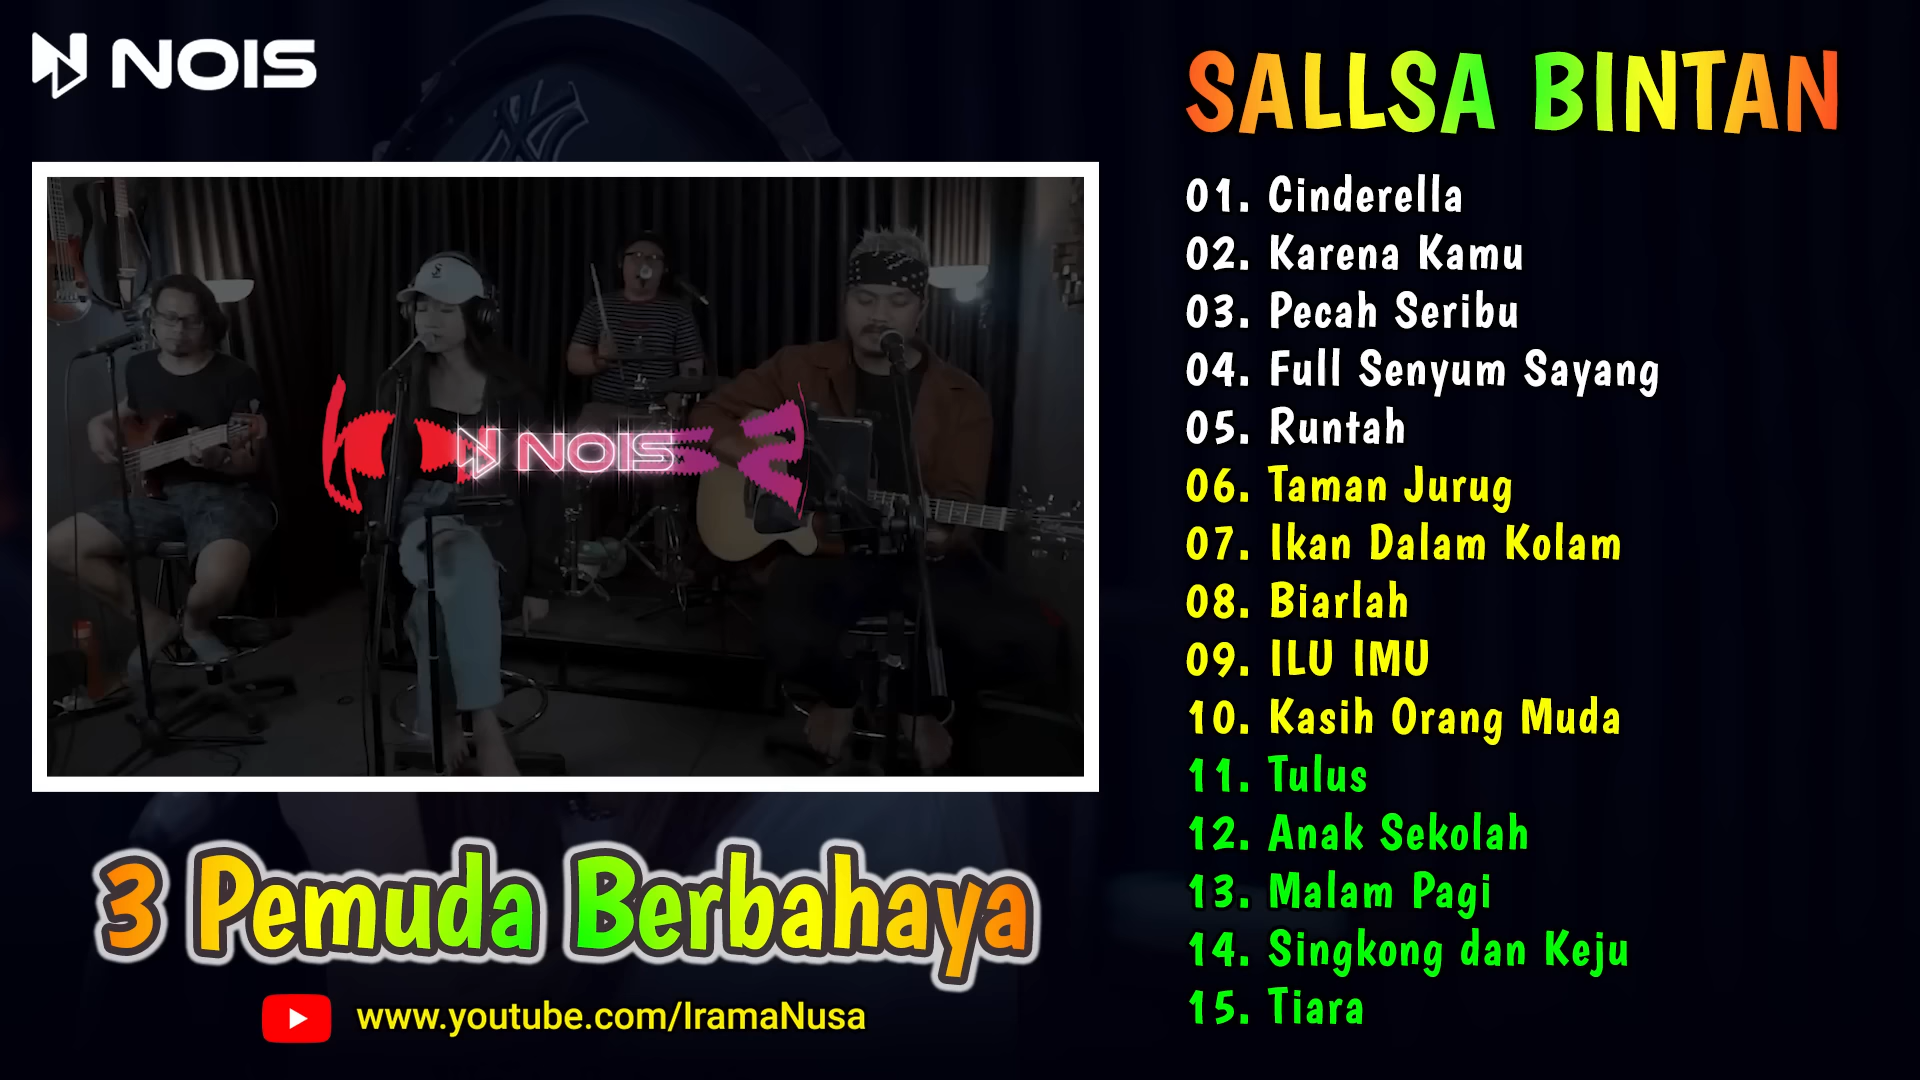 NOIS
SALLSA BINTAN
01. Cinderella
02. Karena Kamu
03. Pecah Seribu
04. Full Senyum Sayang
05. Runtah
06. Taman Jurug
07. Ikan Dalam Kolam
08. Biarlah
09. ILU IMU
10. Kasih Orang Muda
11. Tulus
12. Anak Sekolah
13. Malam Pagi
14. Singkong dan Keju
15. Tiara
NOIS
3 Pemuda Berbahaya
www.youtube.com/IramaNusa